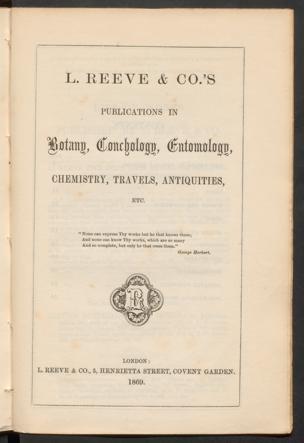 L. REEVE & CO.'S
PUBLICATIONS IN
Botany, Conchology, Entomology,
CHEMISTRY, TRAVELS, ANTIQUITIES,
ETC.
"None can express Thy works but he that knows them;
And none can know Thy works, which are so many
And so complete, but only he that owes them."
George Herbert.
R
LONDON:
L. REEVE & CO., 5, HENRIETTA STREET, COVENT GARDEN.
1869.